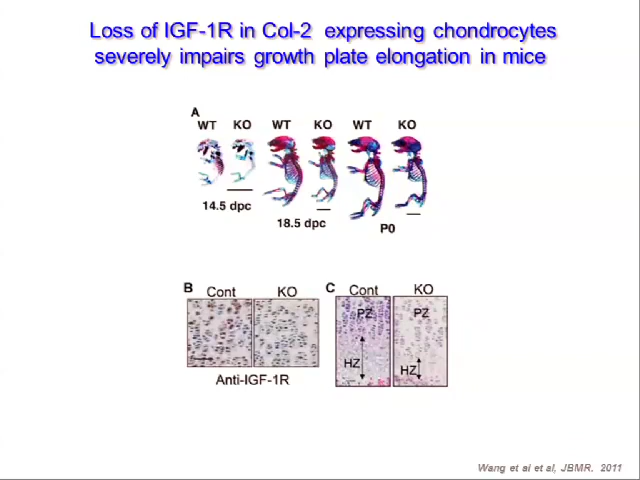 Loss of IGF-1R in Col-2 expressing chondrocytes
severely impairs growth plate elongation in mice
A
WT KO WT KO WT KO
14.5 dpc
18.5 dpc
P0
B Cont KO
Anti-IGF-1R
C Cont KO
PZ PZ
HZ HZ
Wang et al et al, JBMR. 2011